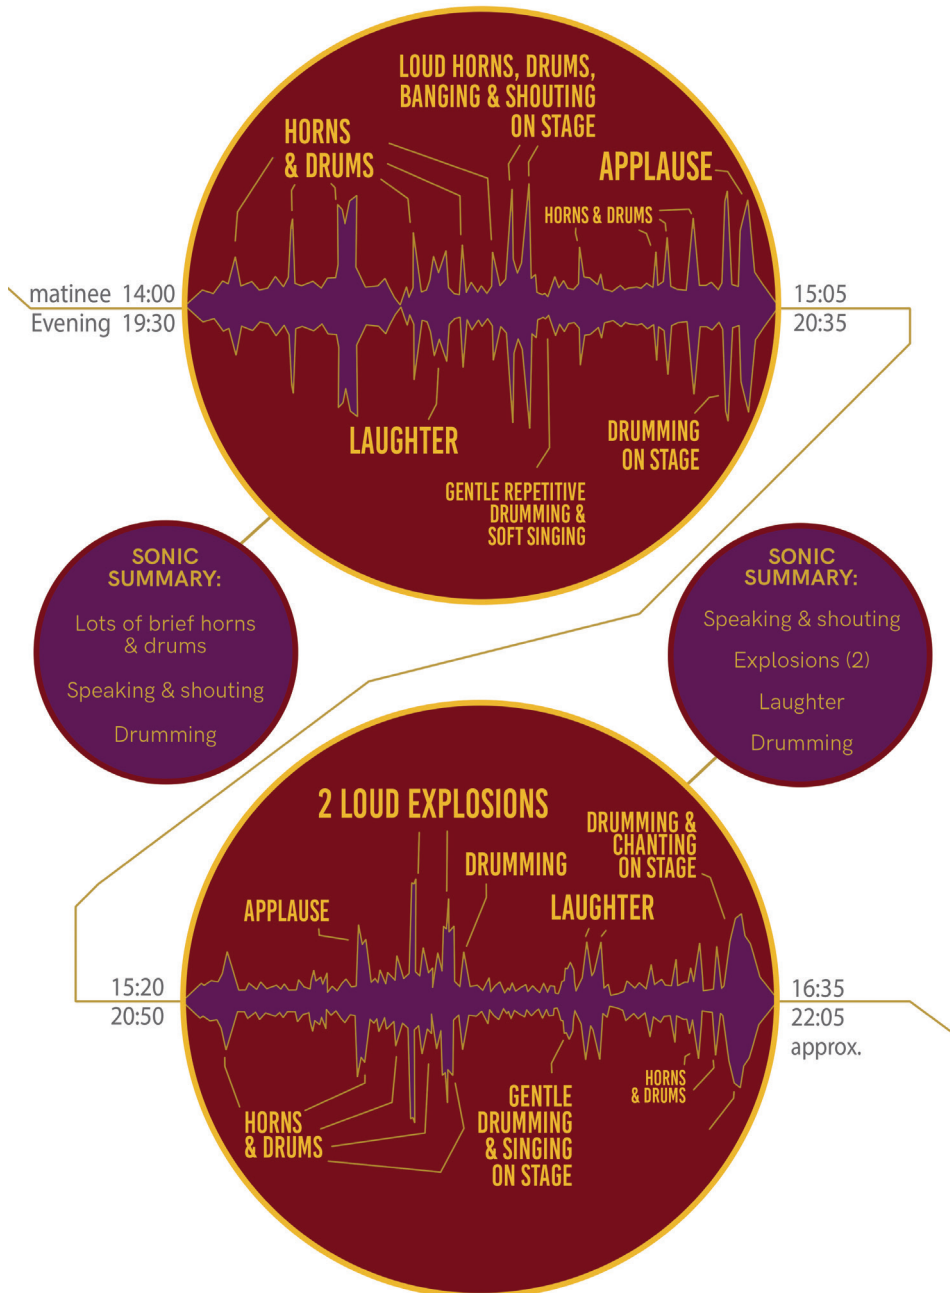 LOUD HORNS, DRUMS,
BANGING & SHOUTING
ON STAGE
HORNS
& DRUMS
APPLAUSE
HORNS & DRUMS
matinee 14:00
Evening 19:30
15:05
20:35
LAUGHTER
DRUMMING
ON STAGE
GENTLE REPETITIVE
DRUMMING &
SOFT SINGING
SONIC
SUMMARY:
Lots of brief horns
& drums
Speaking & shouting
Drumming
SONIC
SUMMARY:
Speaking & shouting
Explosions (2)
Laughter
Drumming
2 LOUD EXPLOSIONS
DRUMMING &
CHANTING
ON STAGE
DRUMMING
APPLAUSE
LAUGHTER
15:20
20:50
16:35
22:05
approx.
HORNS
& DRUMS
GENTLE
DRUMMING
& SINGING
ON STAGE
HORNS
& DRUMS